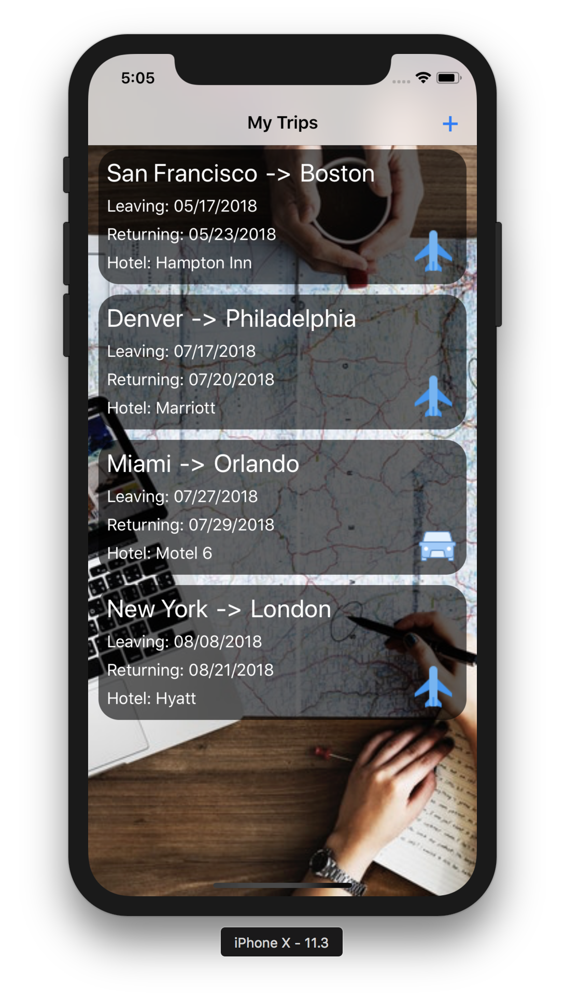 5:05
My Trips
+
San Francisco -> Boston
Leaving: 05/17/2018
Returning: 05/23/2018
Hotel: Hampton Inn
Denver -> Philadelphia
Leaving: 07/17/2018
Returning: 07/20/2018
Hotel: Marriott
Miami -> Orlando
Leaving: 07/27/2018
Returning: 07/29/2018
Hotel: Motel 6
New York -> London
Leaving: 08/08/2018
Returning: 08/21/2018
Hotel: Hyatt
iPhone X - 11.3